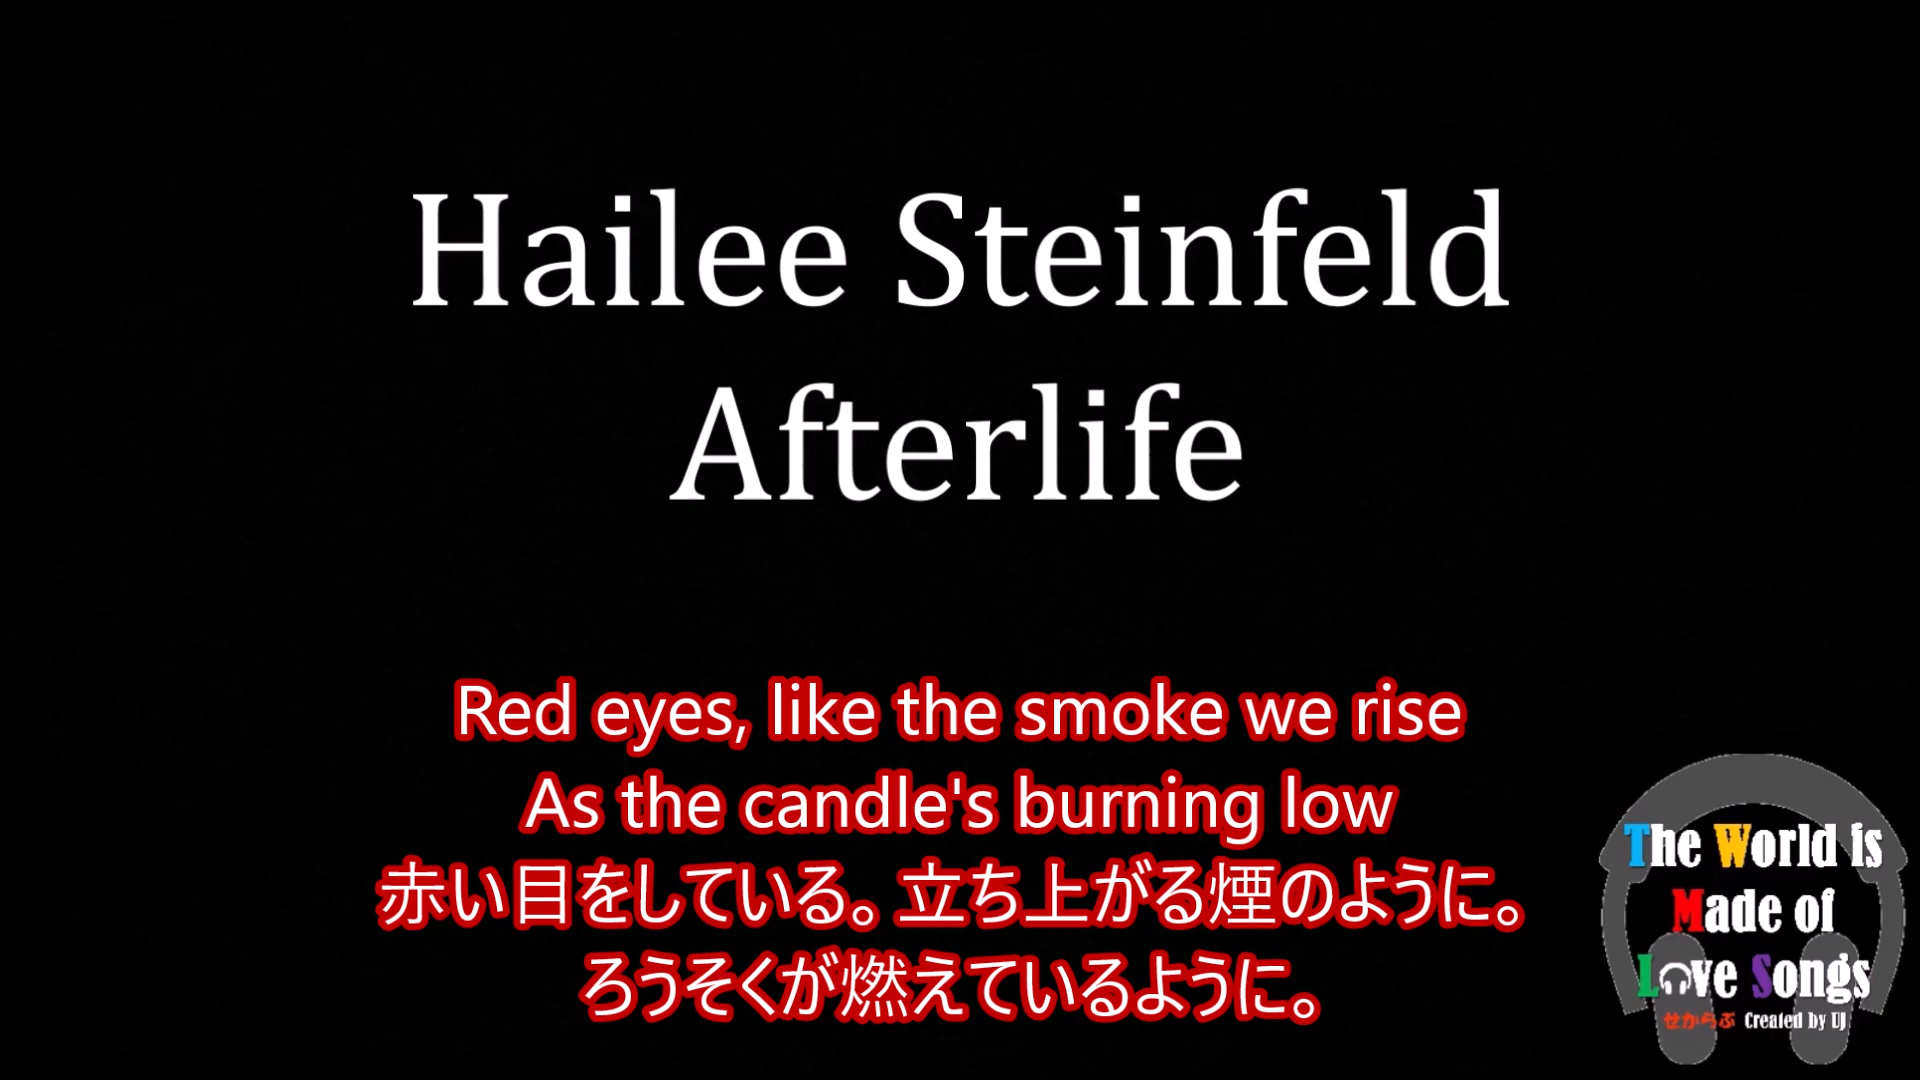 Hailee Steinfeld
Afterlife
Red eyes, like the smoke we rise
As the candle's burning low
赤い目をしている。立ち上がる煙のように。
ろうそくが燃えているように。
The World is
Made of
Love Songs
せからぶ Created by UJ